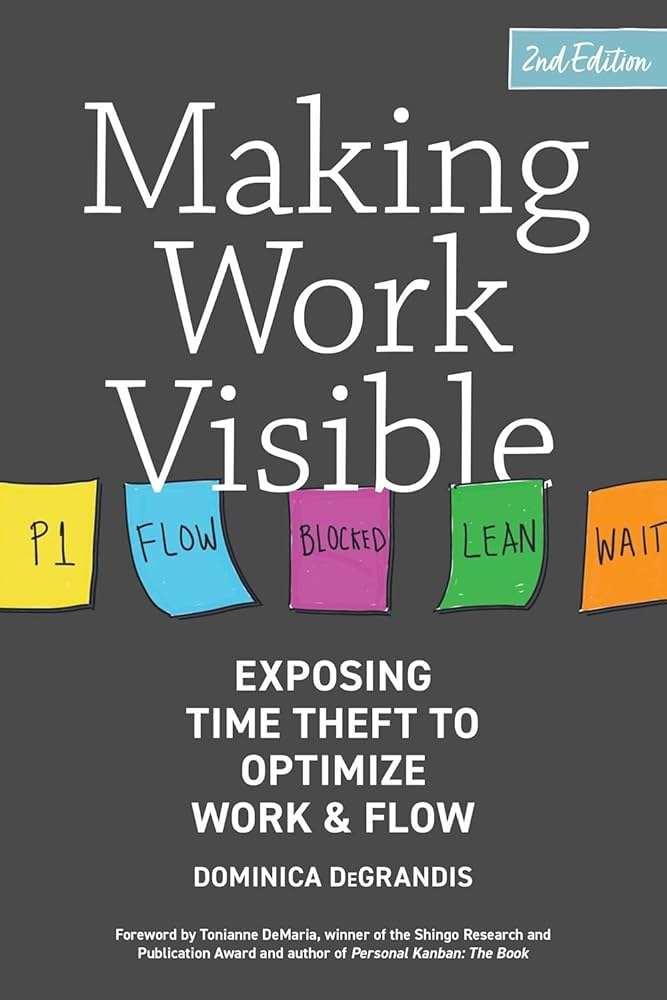 2nd Edition
Making
Work
Visible
P1
FLOW
BLOCKED
LEAN
WAIT
EXPOSING
TIME THEFT TO
OPTIMIZE
WORK & FLOW
DOMINICA DeGRANDIS
Foreword by Tonianne DeMaria, winner of the Shingo Research and
Publication Award and author of Personal Kanban: The Book